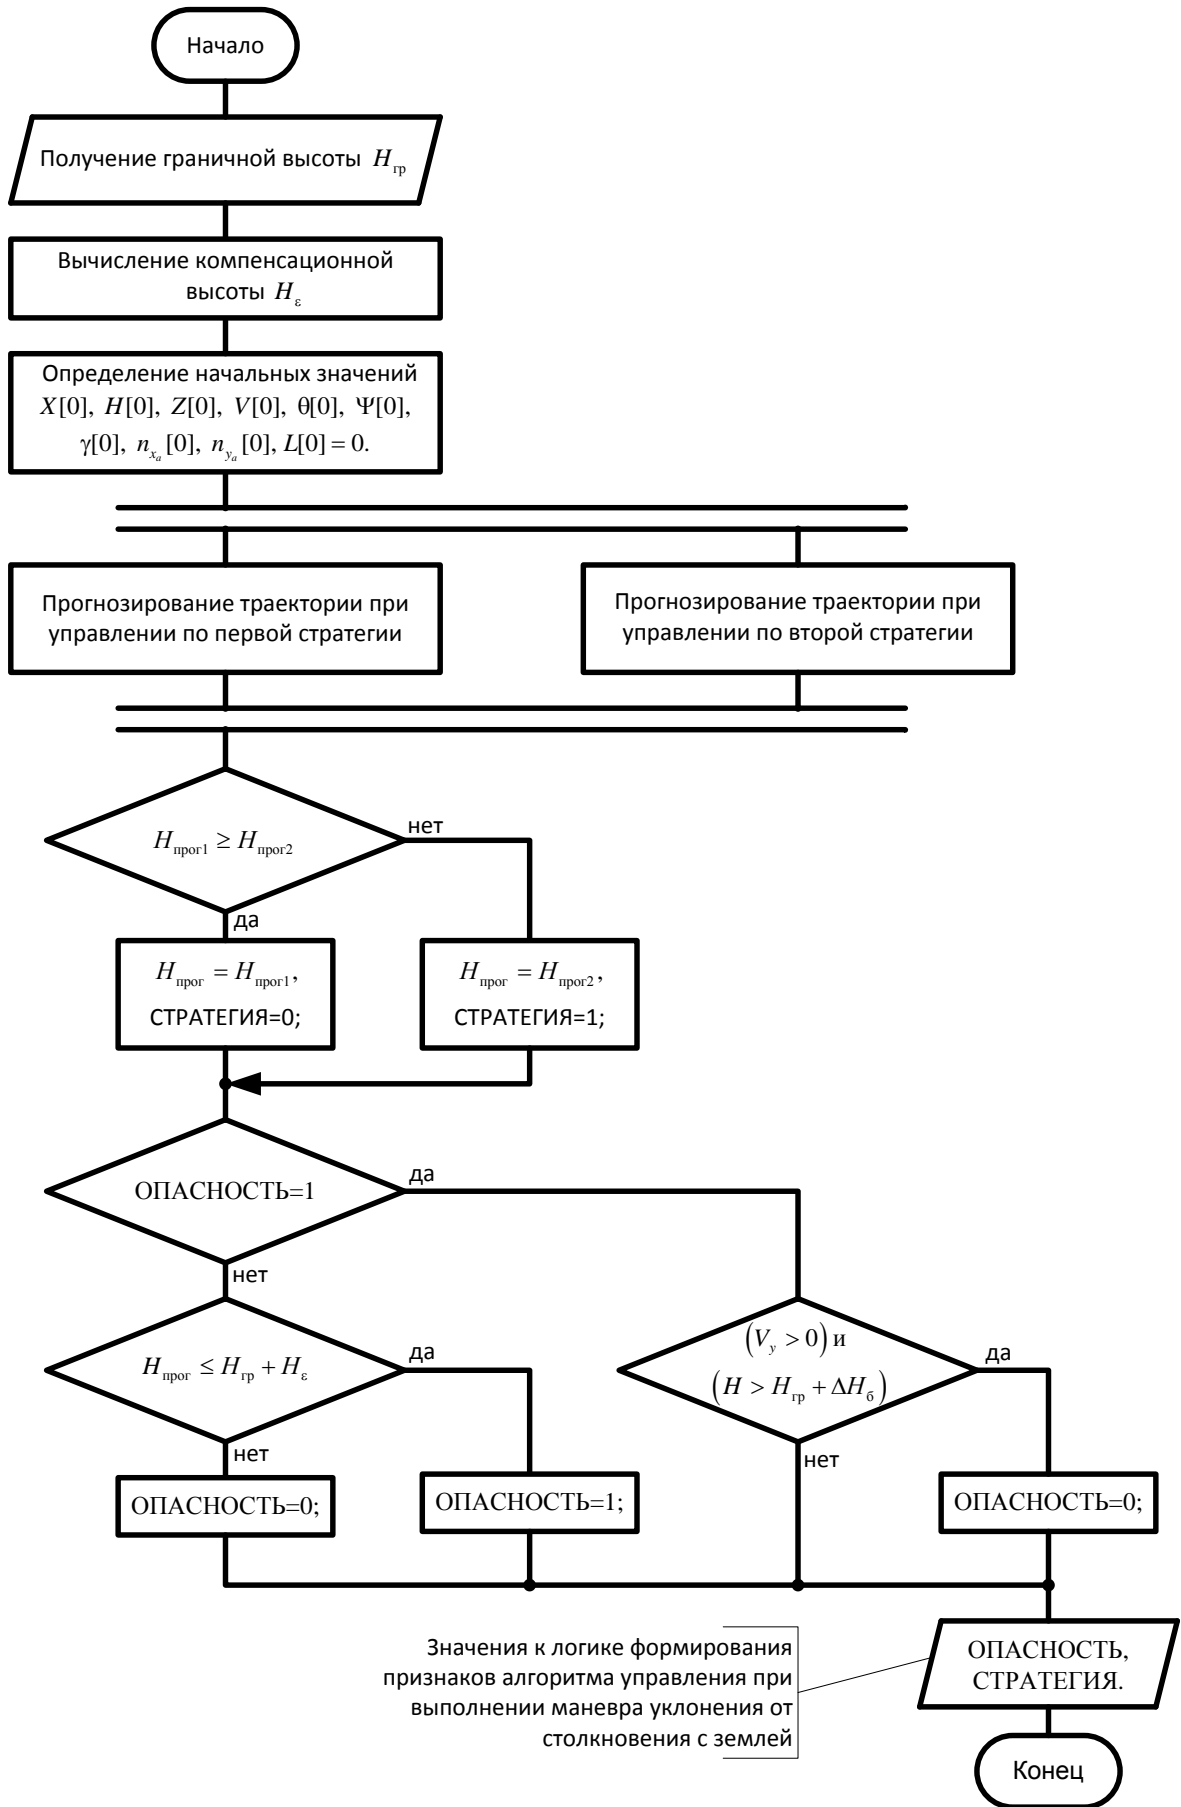 Начало
Получение граничной высоты H_гр
Вычисление компенсационной
высоты H_ε
Определение начальных значений
X[0], H[0], Z[0], V[0], θ[0], Ψ[0],
γ[0], n_{x_a}[0], n_{y_a}[0], L[0] = 0.
Прогнозирование траектории при
управлении по первой стратегии
Прогнозирование траектории при
управлении по второй стратегии
H_прог1 ≥ H_прог2
нет
да
H_прог = H_прог1,
СТРАТЕГИЯ=0;
H_прог = H_прог2,
СТРАТЕГИЯ=1;
ОПАСНОСТЬ=1
да
нет
H_прог ≤ H_гр + H_ε
да
нет
(V_y > 0) и
(H > H_гр + ΔH_б)
да
нет
ОПАСНОСТЬ=0;
ОПАСНОСТЬ=1;
ОПАСНОСТЬ=0;
Значения к логике формирования
признаков алгоритма управления при
выполнении маневра уклонения от
столкновения с землей
ОПАСНОСТЬ,
СТРАТЕГИЯ.
Конец